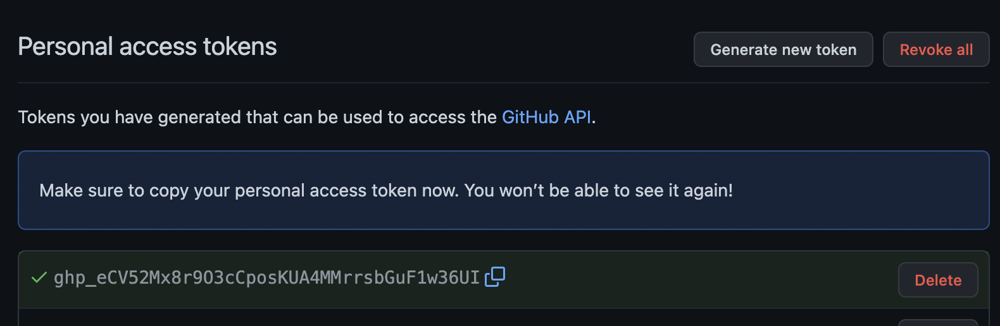 Personal access tokens
Generate new token
Revoke all
Tokens you have generated that can be used to access the GitHub API.
Make sure to copy your personal access token now. You won’t be able to see it again!
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
Delete